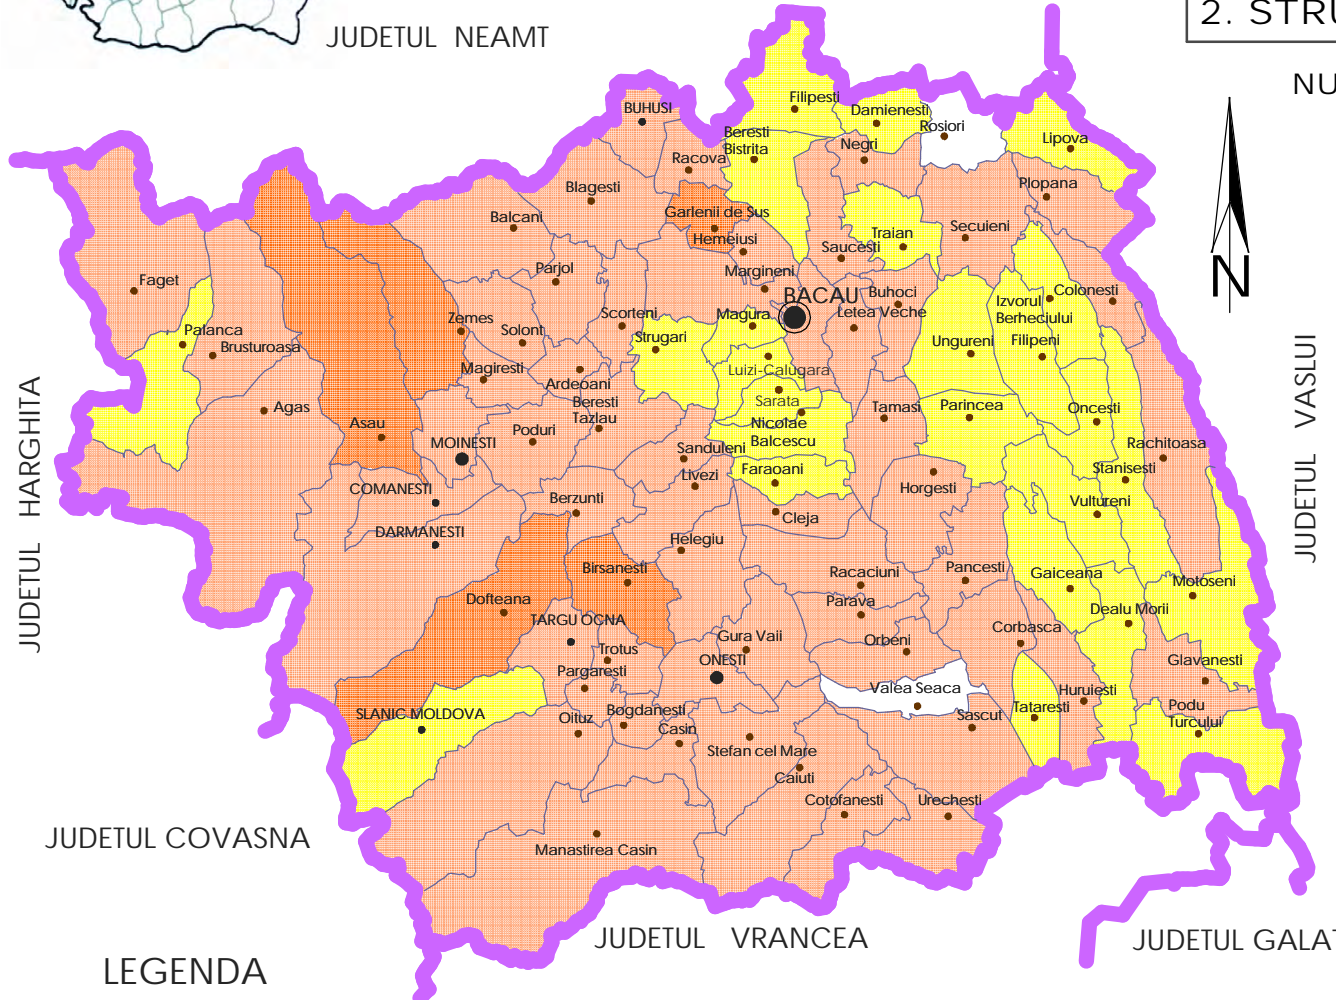 2. STRU
JUDETUL NEAMT
NU
Filipesti
BUHUSI
Damienesti
Rosiori
Beresti
Bistrita
Negri
Lipova
Racova
Blagesti
Plopana
Garlenii de Sus
Balcani
Hemeiusi
Traian
Secuieni
Saucesti
Parjol
Margineni
Faget
BACAU
Buhoci
Izvorul
Berheciului
Colonesti
Zemes
Solont
Scorteni
Magura
Letea Veche
N
Palanca
Brusturoasa
Strugari
Ungureni
Filipeni
Magiresti
Ardeoani
Luizi-Calugara
Beresti
Tazlau
Sarata
Agas
Asau
Poduri
Nicolae
Balcescu
Tamasi
Parincea
Oncesti
MOINESTI
Sanduleni
Rachitoasa
Livezi
Faraoani
Stanisesti
COMANESTI
Berzunti
Horgesti
Vultureni
Cleja
DARMANESTI
Helegiu
JUDETUL HARGHITA
JUDETUL VASLUI
Birsanesti
Racaciuni
Pancesti
Gaiceana
Motoseni
Dofteana
Parava
Dealu Morii
TARGU OCNA
Corbasca
Gura Vaii
Orbeni
Trotus
ONESTI
Glavanesti
Pargaresti
Valea Seaca
Huruiesti
SLANIC MOLDOVA
Oituz
Bogdanesti
Sascut
Tataresti
Podu
Turcului
Casin
Stefan cel Mare
Caiuti
Cotofanesti
Urechesti
JUDETUL COVASNA
Manastirea Casin
JUDETUL VRANCEA
JUDETUL GALAT
LEGENDA